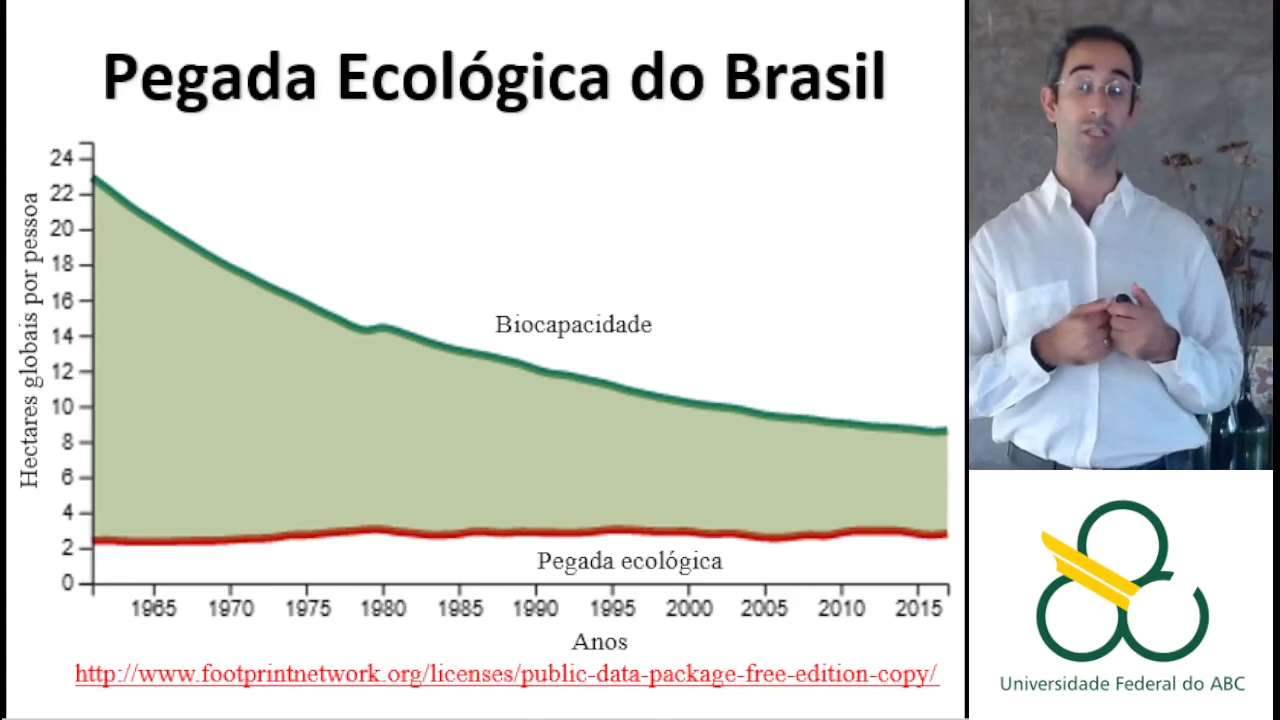 Pegada Ecológica do Brasil
Hectares globais por pessoa
24
22
20
18
16
14
12
10
8
6
4
2
0
Biocapacidade
Pegada ecológica
1965 1970 1975 1980 1985 1990 1995 2000 2005 2010 2015
Anos
http://www.footprintnetwork.org/licenses/public-data-package-free-edition-copy/
Universidade Federal do ABC